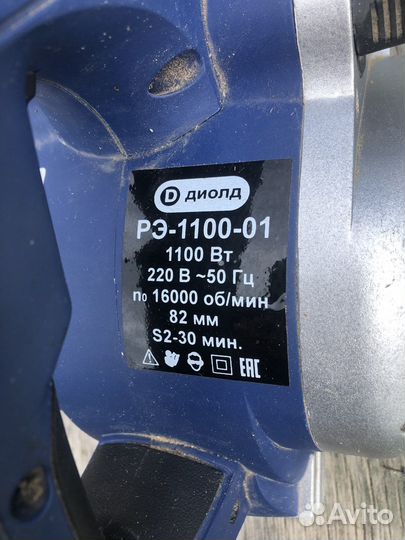 D ДИОЛД
РЭ-1100-01
1100 Вт
220 В ~50 Гц
n₀ 16000 об/мин
82 мм
S2-30 мин.
EAC
Avito